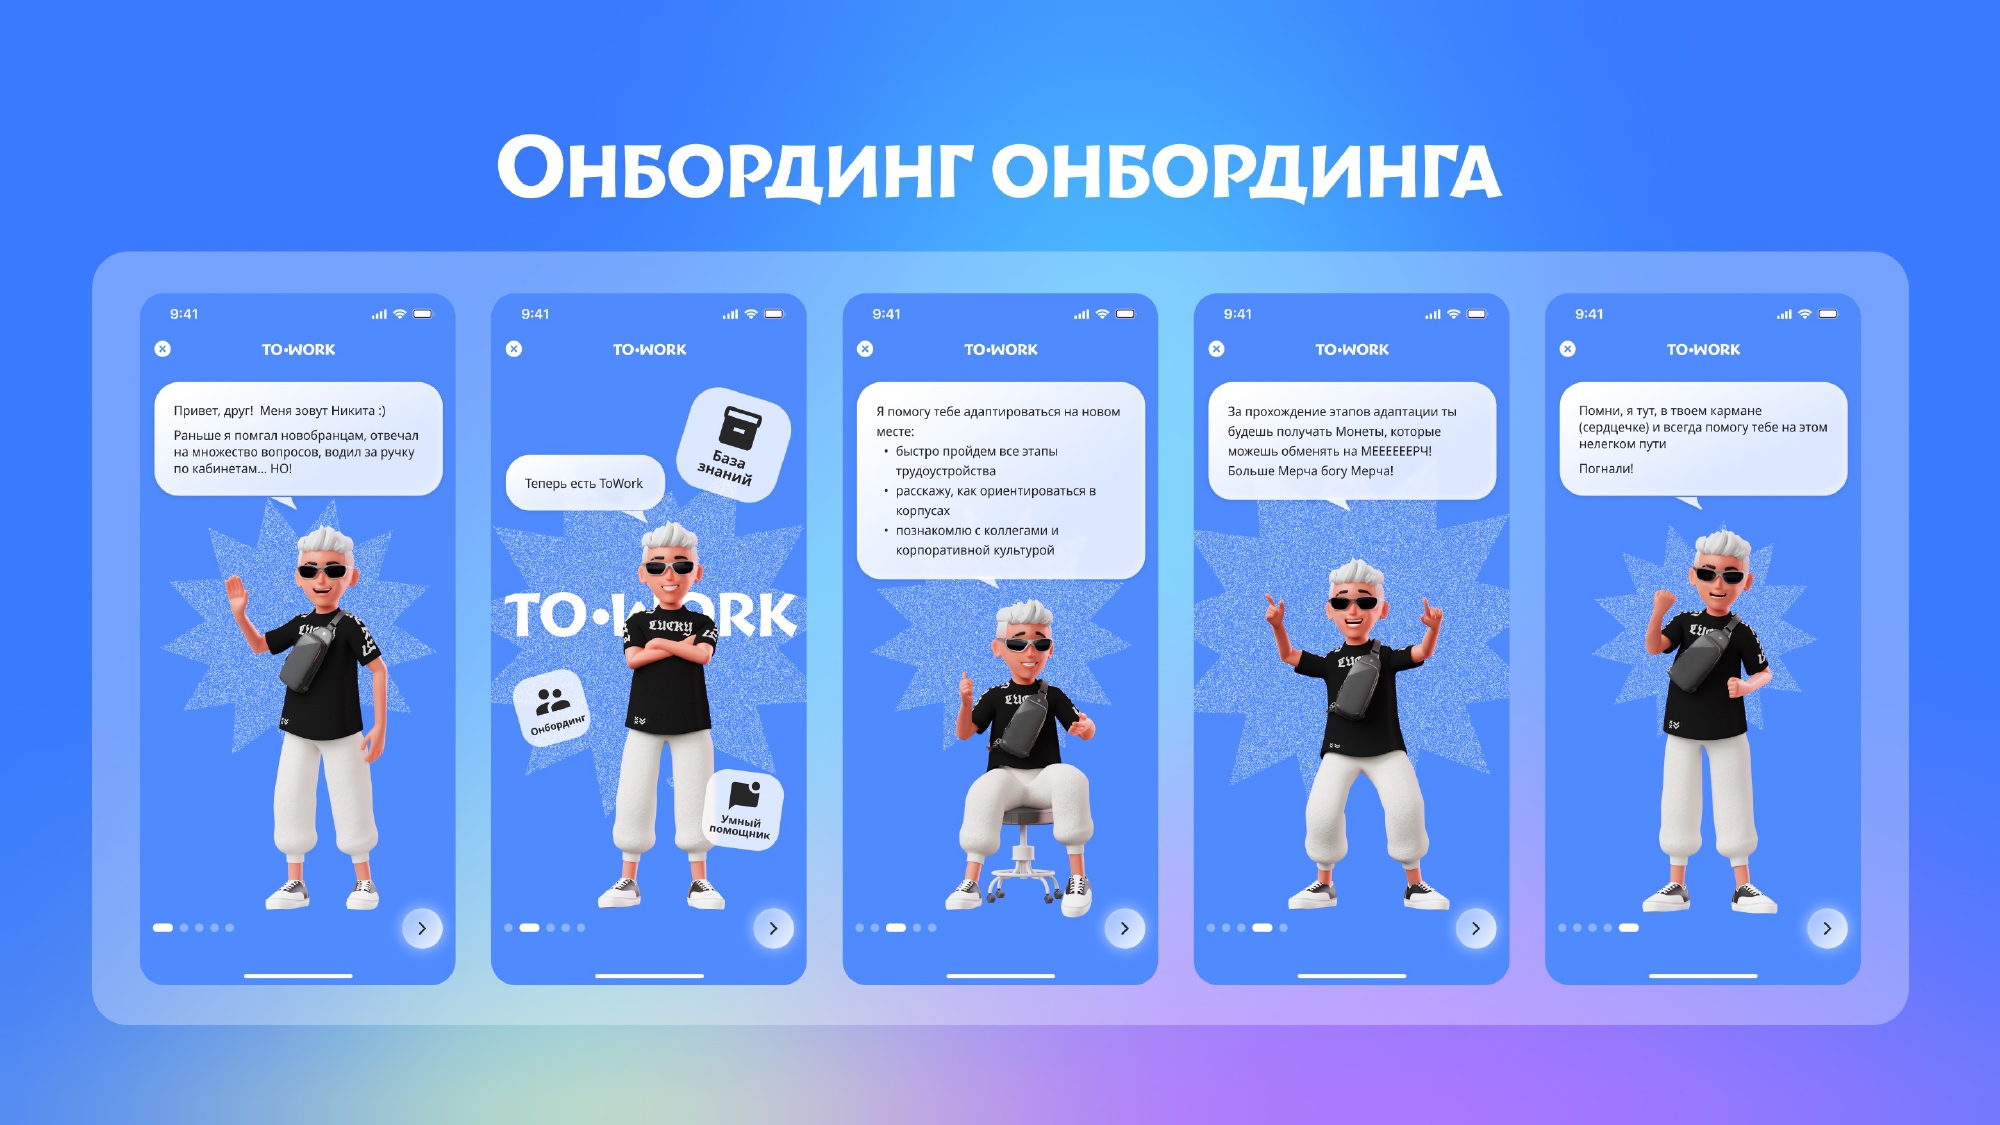 Онбординг онбординга
9:41
TO•WORK
Привет, друг! Меня зовут Никита :)
Раньше я помгал новобранцам, отвечал
на множество вопросов, водил за ручку
по кабинетам... НО!
LUCKY
9:41
TO•WORK
База
знаний
Теперь есть ToWork
TO•WORK
LUCKY
Онбординг
Умный
помощник
9:41
TO•WORK
Я помогу тебе адаптироваться на новом
месте:
• быстро пройдем все этапы
трудоустройства
• расскажу, как ориентироваться в
корпусах
• познакомлю с коллегами и
корпоративной культурой
9:41
TO•WORK
За прохождение этапов адаптации ты
будешь получать Монеты, которые
можешь обменять на МЕЕЕЕЕЕРЧ!
Больше Мерча богу Мерча!
9:41
TO•WORK
Помни, я тут, в твоем кармане
(сердцечке) и всегда помогу тебе на этом
нелегком пути
Погнали!